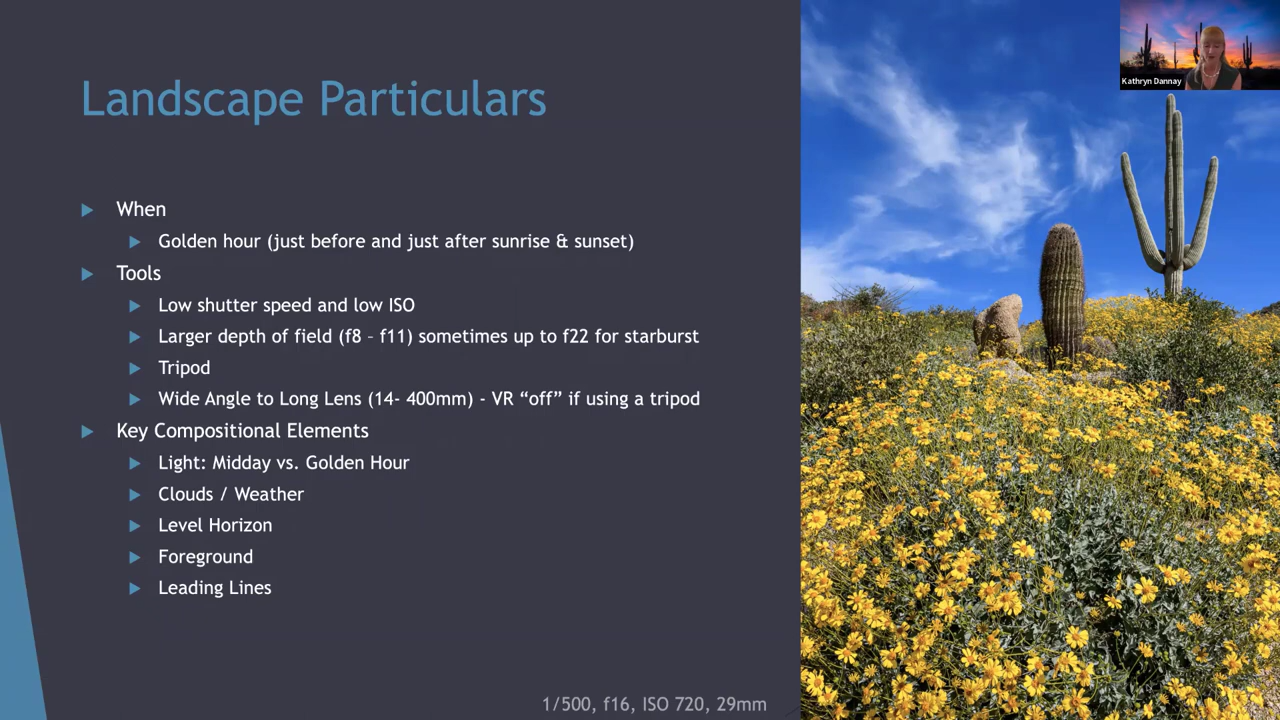 Landscape Particulars
Kathryn Dannay
When
Golden hour (just before and just after sunrise & sunset)
Tools
Low shutter speed and low ISO
Larger depth of field (f8 – f11) sometimes up to f22 for starburst
Tripod
Wide Angle to Long Lens (14- 400mm) - VR “off” if using a tripod
Key Compositional Elements
Light: Midday vs. Golden Hour
Clouds / Weather
Level Horizon
Foreground
Leading Lines
1/500, f16, ISO 720, 29mm